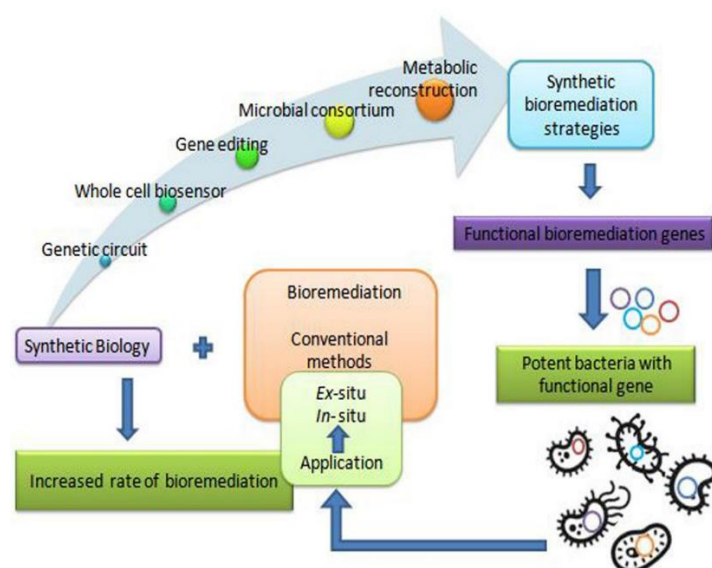 Metabolic
reconstruction
Microbial consortium
Gene editing
Whole cell biosensor
Genetic circuit
Synthetic
bioremediation
strategies
Functional bioremediation genes
Potent bacteria with
functional gene
Synthetic Biology
+
Bioremediation
Conventional
methods
Ex-situ
In-situ
Application
Increased rate of bioremediation